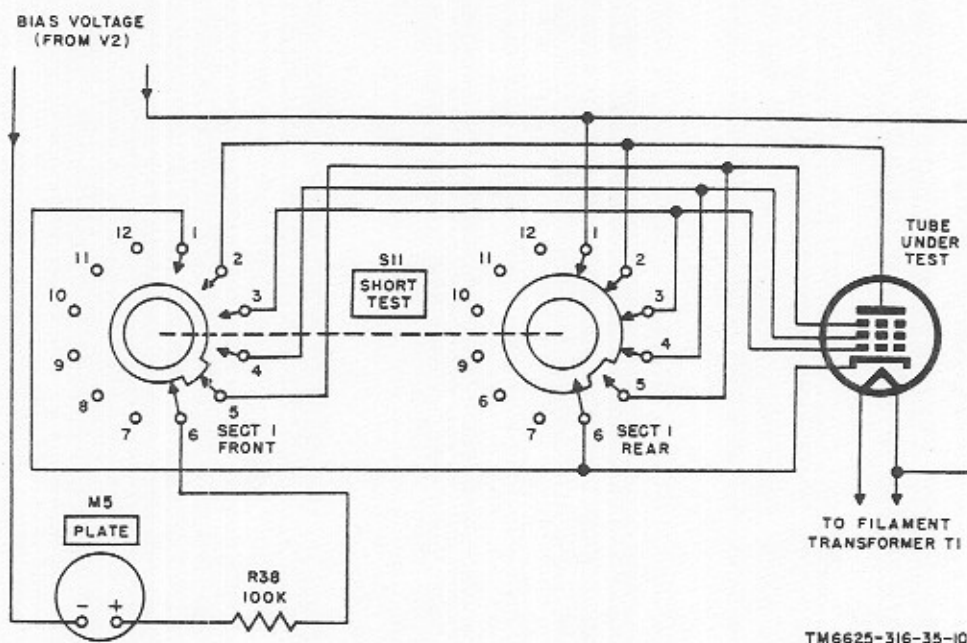 BIAS VOLTAGE
(FROM V2)
12
1
11
2
10
3
9
4
8
5
7
6
SECT 1
FRONT
S11
SHORT
TEST
12
1
11
2
10
3
9
4
6
5
7
6
SECT 1
REAR
TUBE
UNDER
TEST
M5
PLATE
- +
R38
100K
TO FILAMENT
TRANSFORMER T1
TM6625-316-35-10